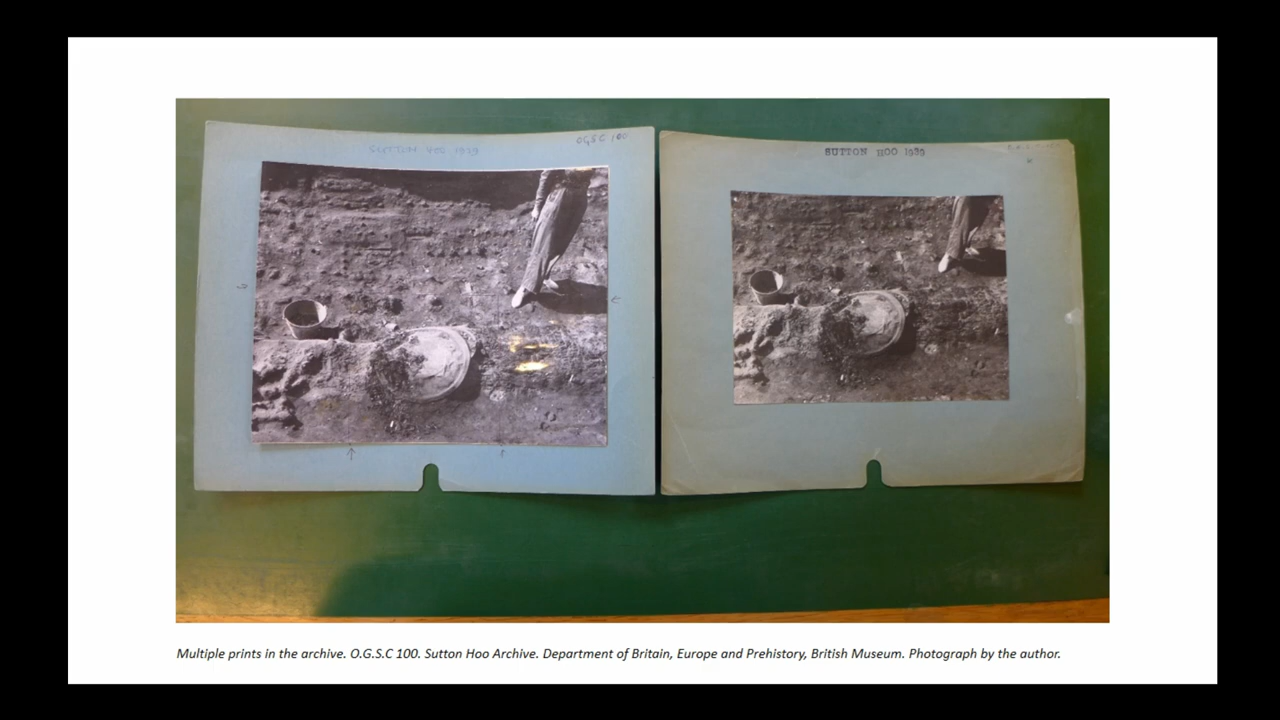 SUTTON HOO 1939
OGSC 100
SUTTON HOO 1939
Multiple prints in the archive. O.G.S.C 100. Sutton Hoo Archive. Department of Britain, Europe and Prehistory, British Museum. Photograph by the author.